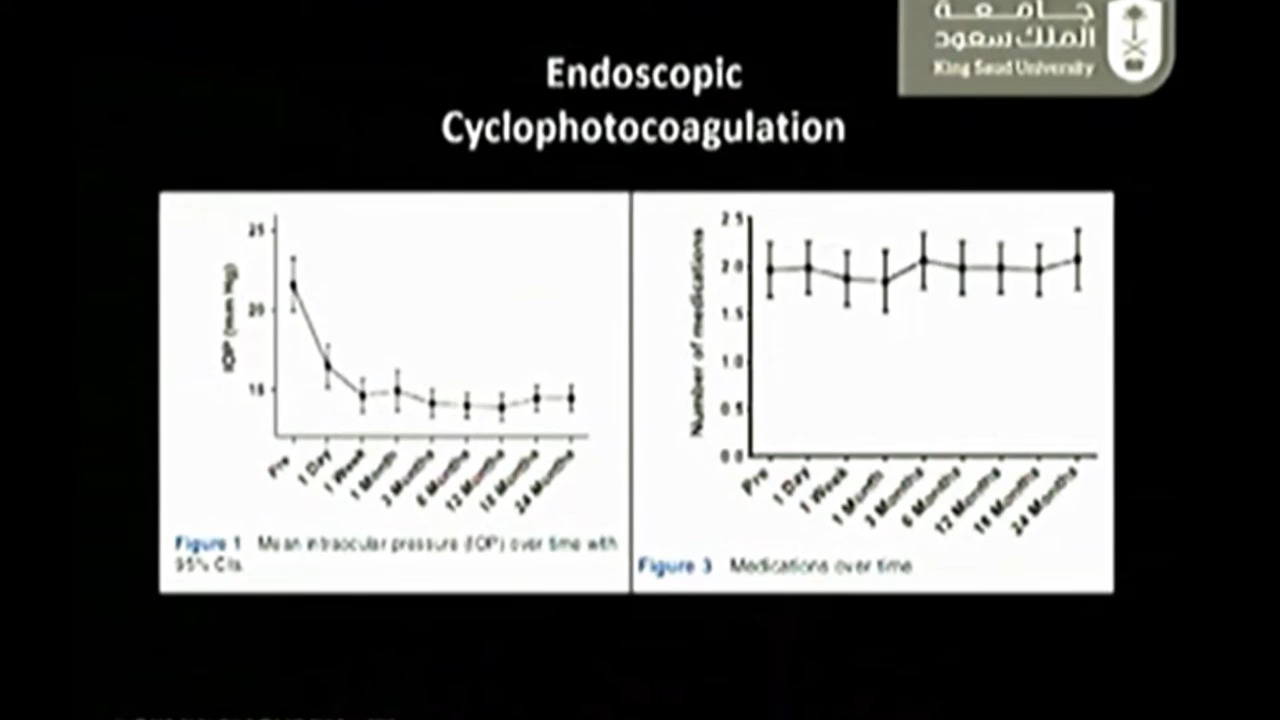 جامعة
الملك سعود
King Saud University
Endoscopic
Cyclophotocoagulation
IOP (mm Hg)
25
20
15
Pre
1 Day
1 Week
1 Month
3 Months
6 Months
12 Months
18 Months
24 Months
Figure 1 Mean intraocular pressure (IOP) over time with
95% CIs
Number of medications
2.5
2.0
1.5
1.0
0.5
0.0
Pre
1 Day
1 Week
1 Month
3 Months
6 Months
12 Months
18 Months
24 Months
Figure 3 Medications over time